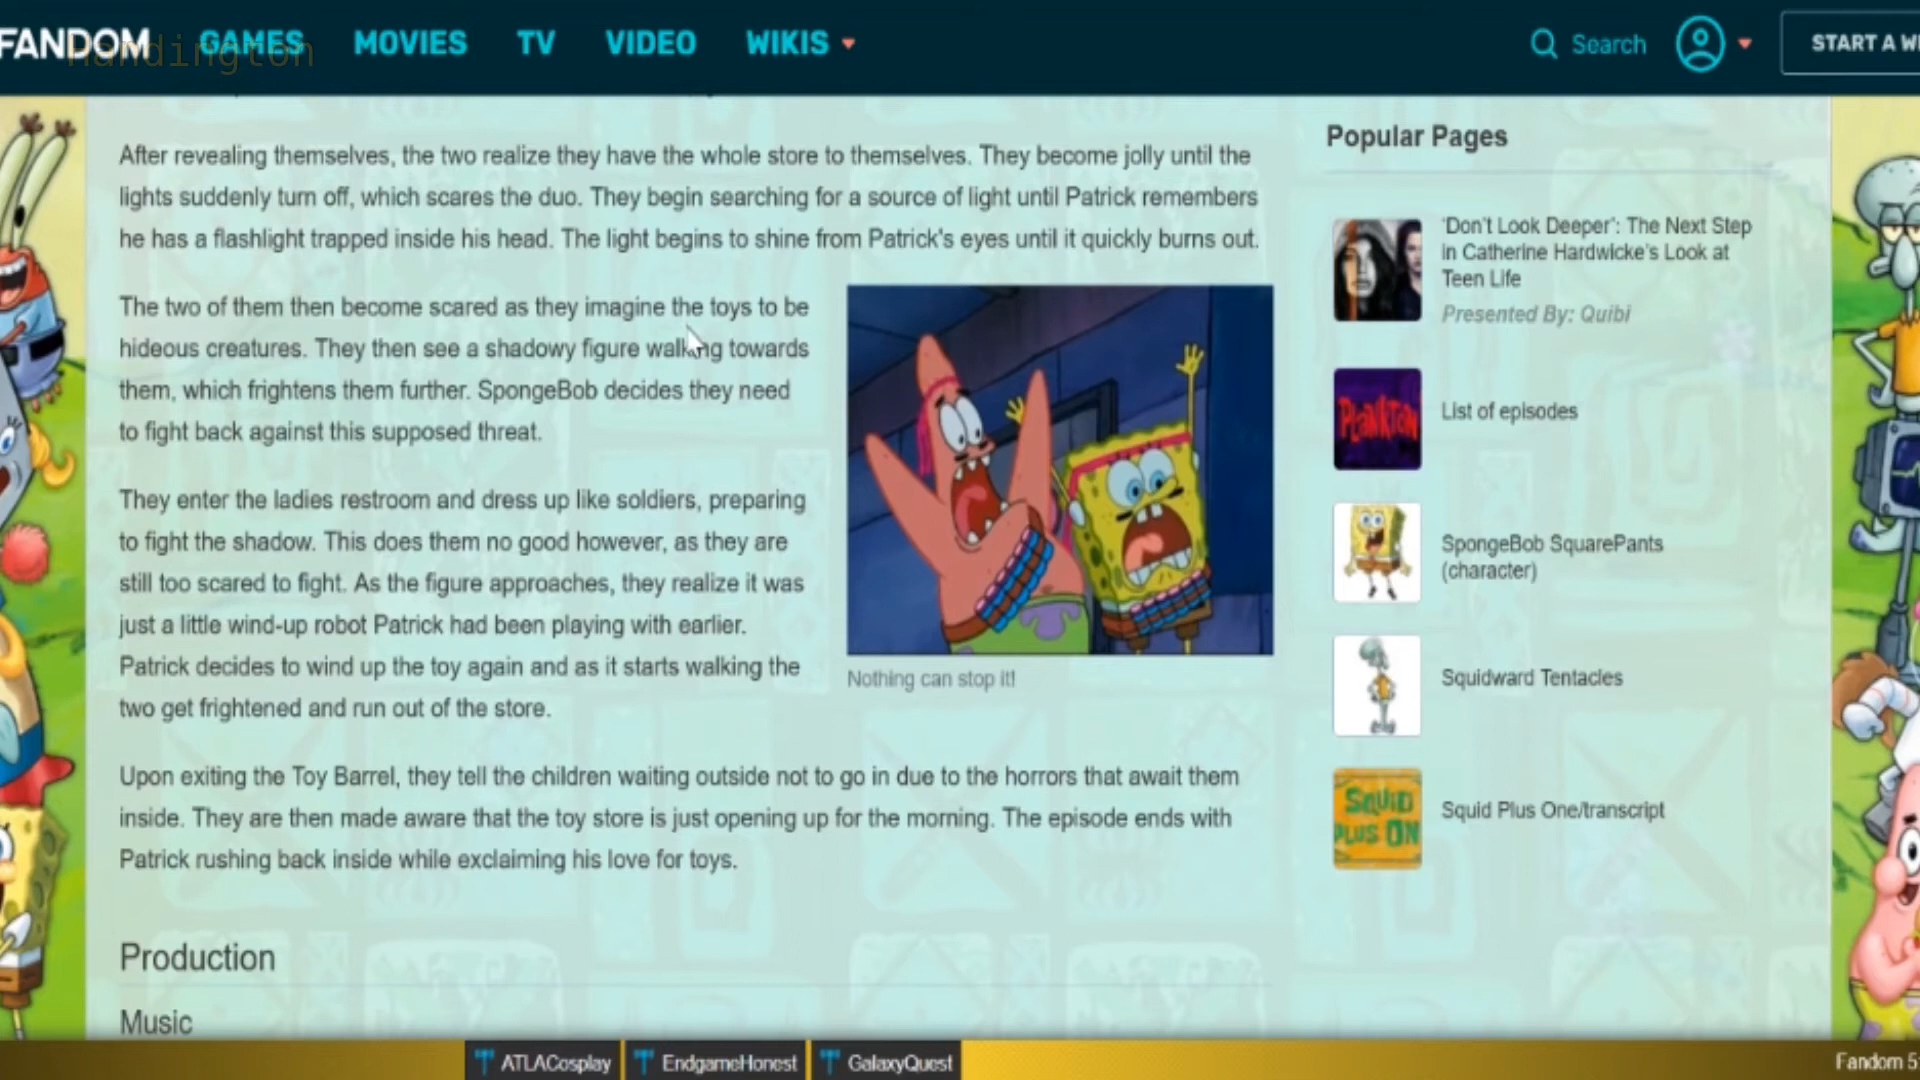 FANDOM GAMES MOVIES TV VIDEO WIKIS Search START A
Handington
After revealing themselves, the two realize they have the whole store to themselves. They become jolly until the
lights suddenly turn off, which scares the duo. They begin searching for a source of light until Patrick remembers
he has a flashlight trapped inside his head. The light begins to shine from Patrick's eyes until it quickly burns out.
The two of them then become scared as they imagine the toys to be
hideous creatures. They then see a shadowy figure walking towards
them, which frightens them further. SpongeBob decides they need
to fight back against this supposed threat.
They enter the ladies restroom and dress up like soldiers, preparing
to fight the shadow. This does them no good however, as they are
still too scared to fight. As the figure approaches, they realize it was
just a little wind-up robot Patrick had been playing with earlier.
Patrick decides to wind up the toy again and as it starts walking the
two get frightened and run out of the store.
Nothing can stop it!
Upon exiting the Toy Barrel, they tell the children waiting outside not to go in due to the horrors that await them
inside. They are then made aware that the toy store is just opening up for the morning. The episode ends with
Patrick rushing back inside while exclaiming his love for toys.
Production
Music
Popular Pages
'Don't Look Deeper': The Next Step
in Catherine Hardwicke's Look at
Teen Life
Presented By: Quibi
PLANKTON
List of episodes
SpongeBob SquarePants
(character)
Squidward Tentacles
SQUID
PLUS ON
Squid Plus One/transcript
ATLACosplay EndgameHonest GalaxyQuest Fandom 5